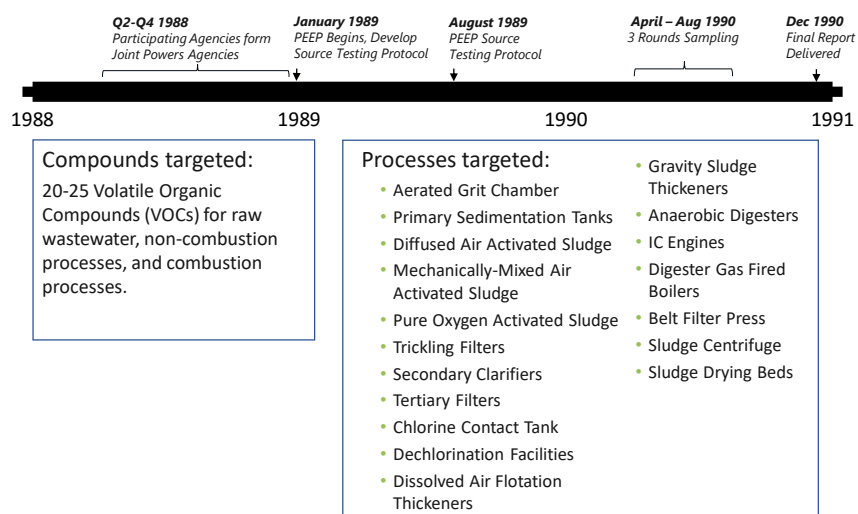 Q2-Q4 1988
Participating Agencies form
Joint Powers Agencies
January 1989
PEEP Begins, Develop
Source Testing Protocol
August 1989
PEEP Source
Testing Protocol
April – Aug 1990
3 Rounds Sampling
Dec 1990
Final Report
Delivered
1988
1989
1990
1991
Compounds targeted:
20-25 Volatile Organic
Compounds (VOCs) for raw
wastewater, non-combustion
processes, and combustion
processes.
Processes targeted:
• Aerated Grit Chamber
• Primary Sedimentation Tanks
• Diffused Air Activated Sludge
• Mechanically-Mixed Air
Activated Sludge
• Pure Oxygen Activated Sludge
• Trickling Filters
• Secondary Clarifiers
• Tertiary Filters
• Chlorine Contact Tank
• Dechlorination Facilities
• Dissolved Air Flotation
Thickeners
• Gravity Sludge
Thickeners
• Anaerobic Digesters
• IC Engines
• Digester Gas Fired
Boilers
• Belt Filter Press
• Sludge Centrifuge
• Sludge Drying Beds